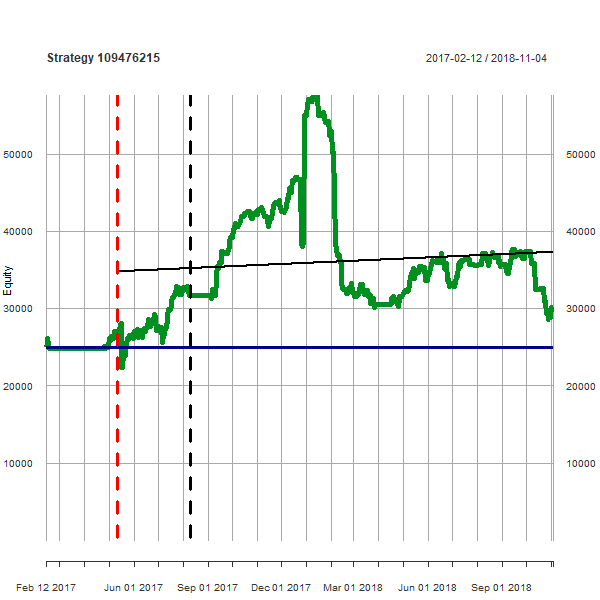 Strategy 109476215
2017-02-12 / 2018-11-04
50000 50000
40000 40000
Equity
30000 30000
20000 20000
10000 10000
Feb 12 2017 Jun 01 2017 Sep 01 2017 Dec 01 2017 Mar 01 2018 Jun 01 2018 Sep 01 2018